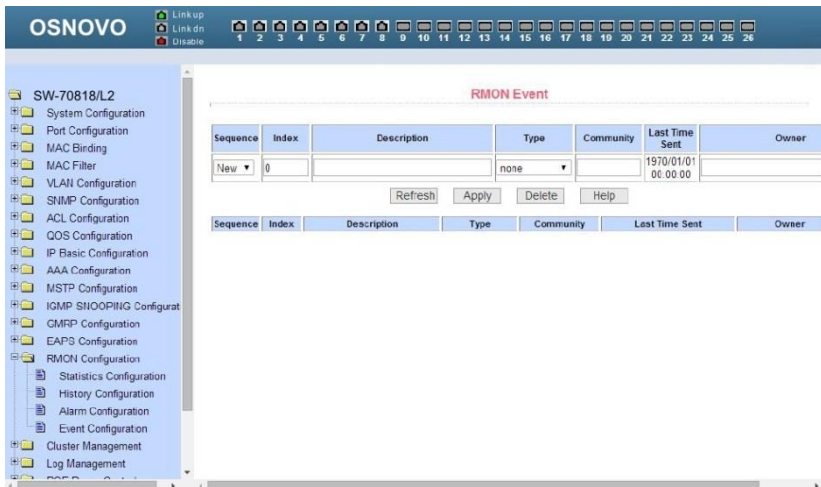 OSNOVO
Linkup
Linkdn
Disable
1 2 3 4 5 6 7 8 9 10 11 12 13 14 15 16 17 18 19 20 21 22 23 24 25 26
SW-70818/L2
System Configuration
Port Configuration
MAC Binding
MAC Filter
VLAN Configuration
SNMP Configuration
ACL Configuration
QOS Configuration
IP Basic Configuration
AAA Configuration
MSTP Configuration
IGMP SNOOPING Configurat
GMRP Configuration
EAPS Configuration
RMON Configuration
Statistics Configuration
History Configuration
Alarm Configuration
Event Configuration
Cluster Management
Log Management
RMON Event
Sequence Index Description Type Community Last Time Sent Owner
New 0 none 1970/01/01 00:00:00
Refresh Apply Delete Help
Sequence Index Description Type Community Last Time Sent Owner